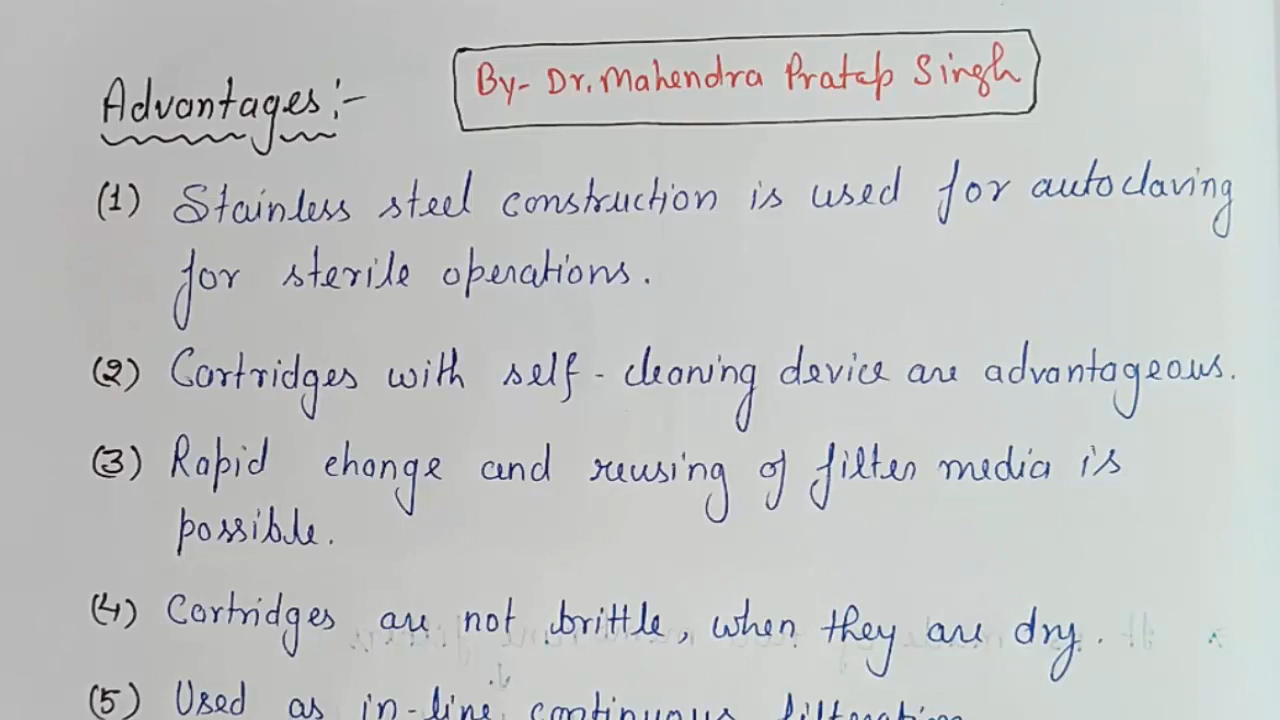 Advantages:-
By- Dr. Mahendra Pratap Singh
(1) Stainless steel construction is used for autoclaving
for sterile operations.
(2) Cartridges with self-cleaning device are advantageous.
(3) Rapid change and reusing of filter media is
possible.
(4) Cartridges are not brittle, when they are dry.
(5) Used as in-line continuous filteration